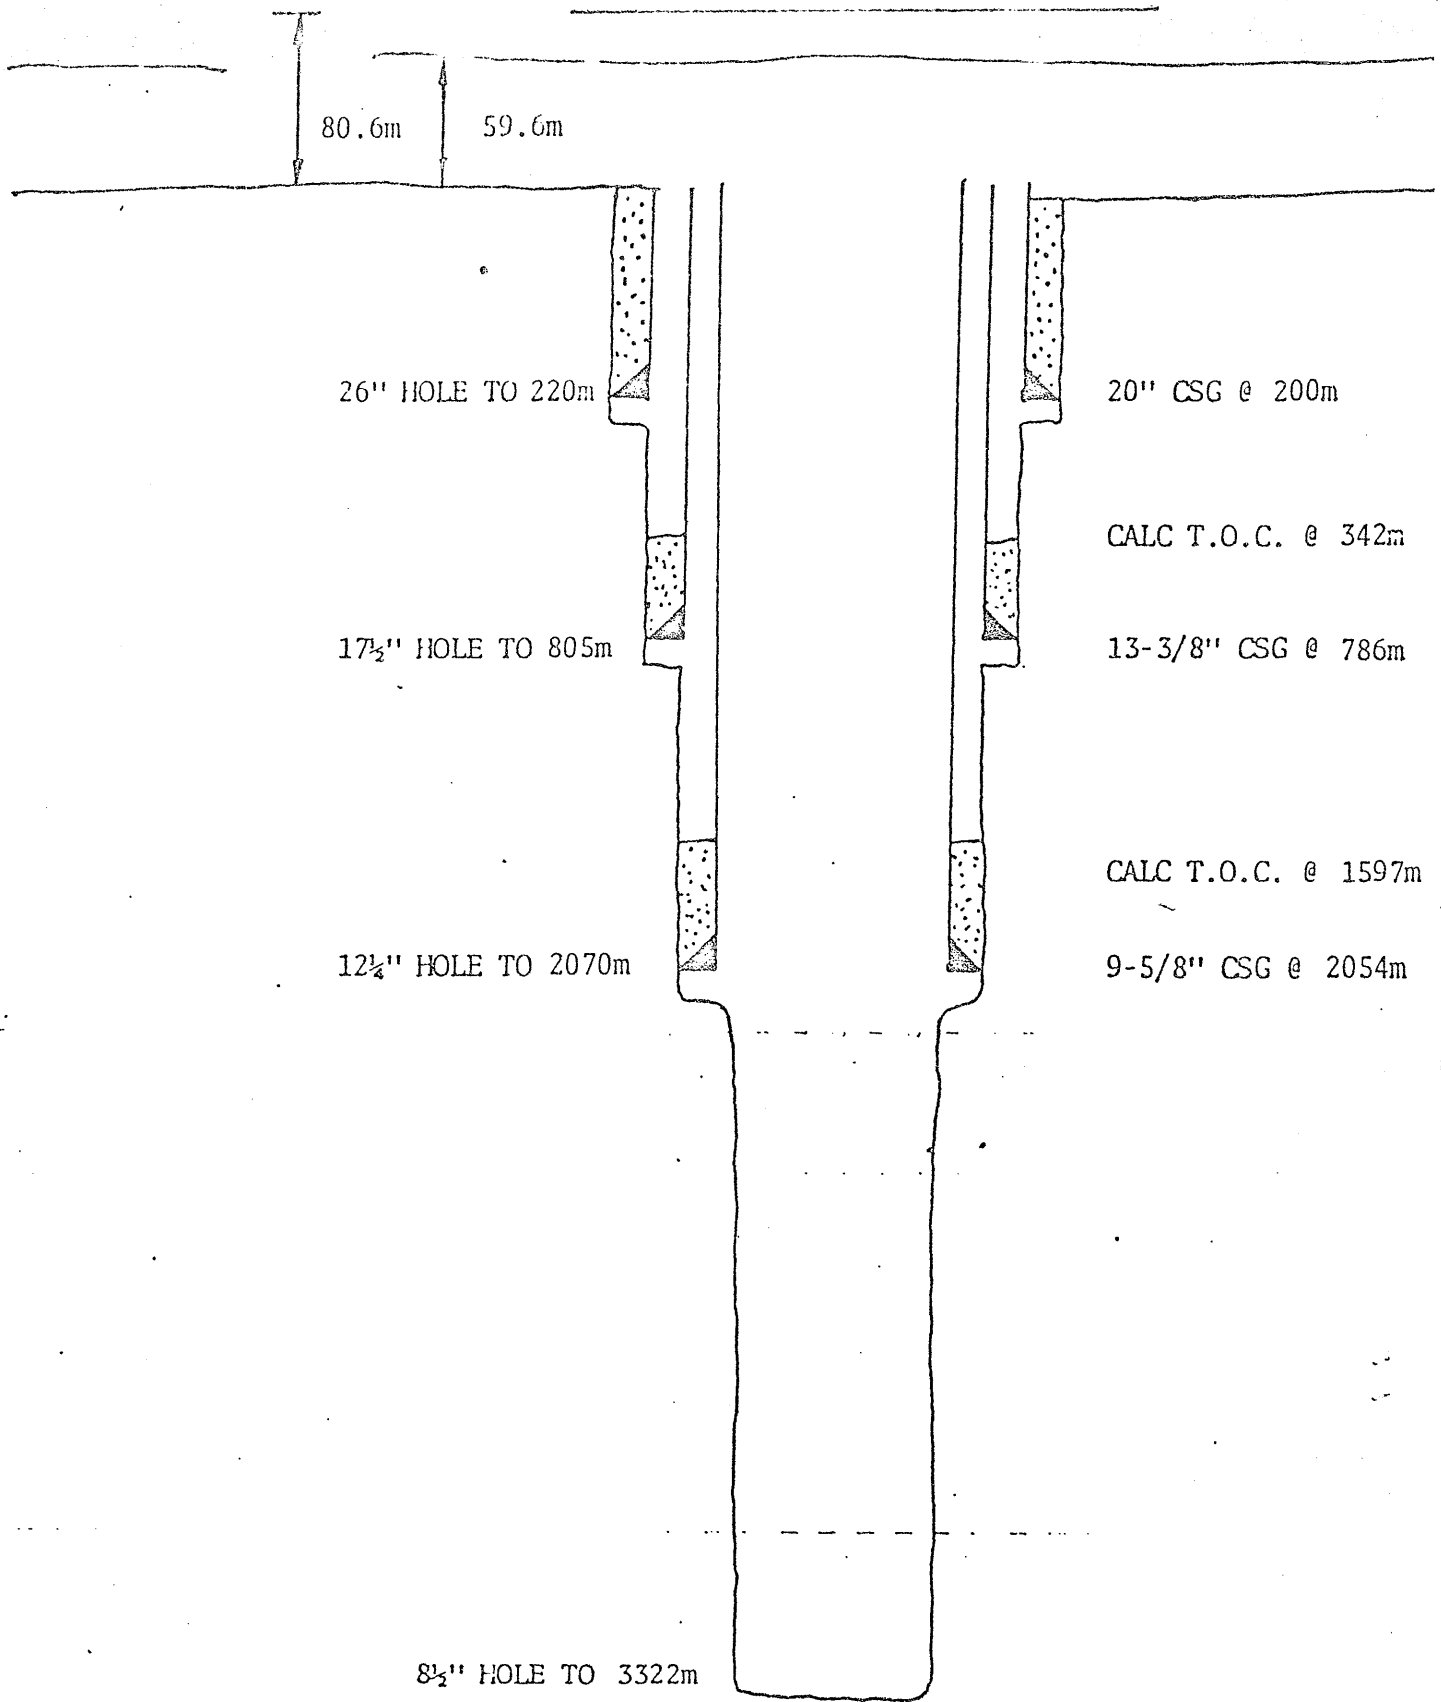 80.6m 59.6m
26" HOLE TO 220m 20" CSG @ 200m
CALC T.O.C. @ 342m
17½" HOLE TO 805m 13-3/8" CSG @ 786m
CALC T.O.C. @ 1597m
12¼" HOLE TO 2070m 9-5/8" CSG @ 2054m
8½" HOLE TO 3322m